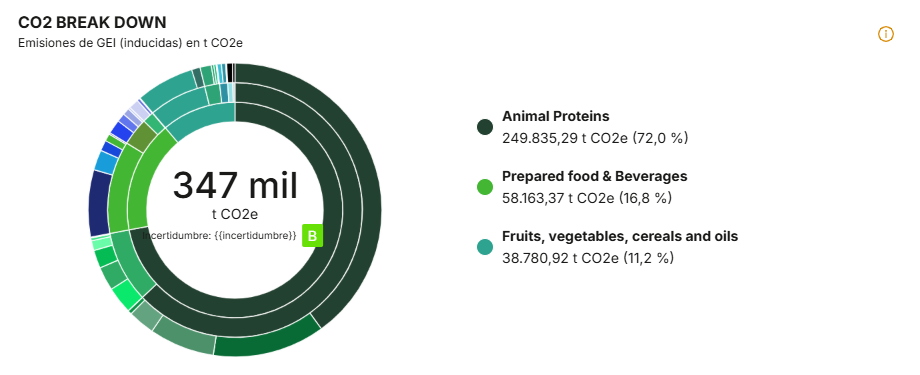 CO2 BREAK DOWN
Emisiones de GEI (inducidas) en t CO2e
347 mil
t CO2e
Incertidumbre: {{incertidumbre}} B
Animal Proteins
249.835,29 t CO2e (72,0 %)
Prepared food & Beverages
58.163,37 t CO2e (16,8 %)
Fruits, vegetables, cereals and oils
38.780,92 t CO2e (11,2 %)